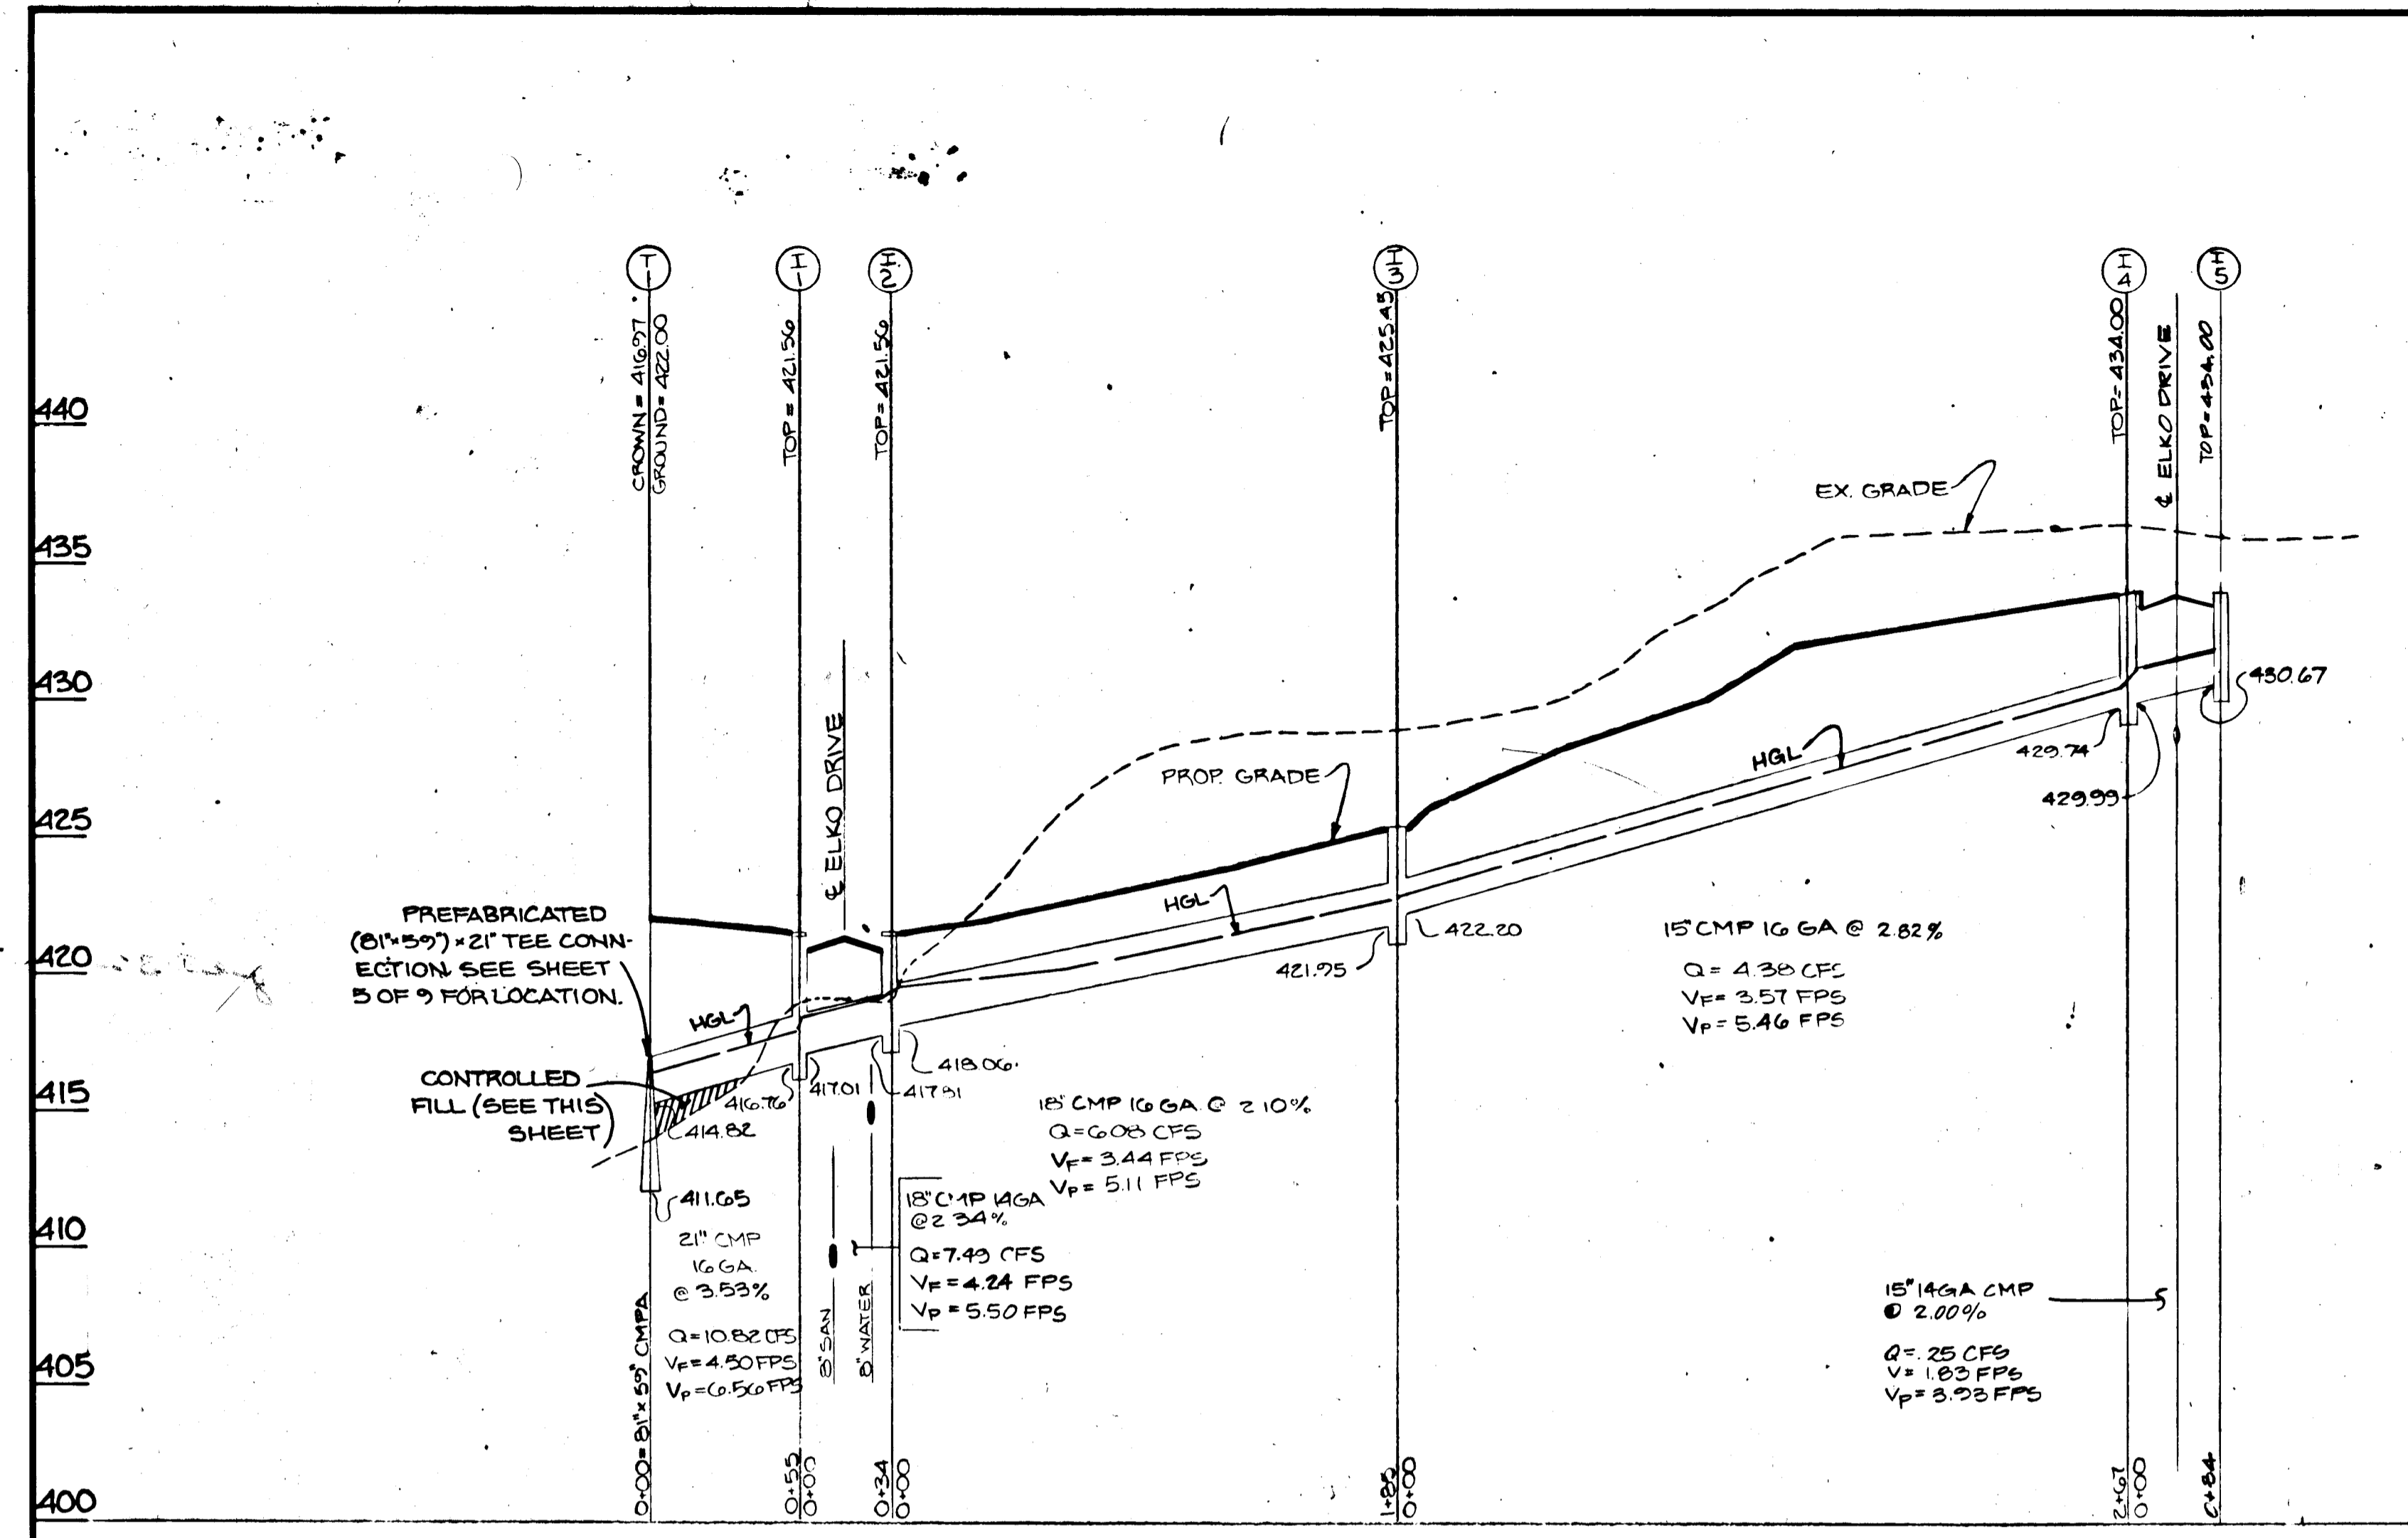 T
1
I
1
H
2
I
3
I
4
H
5
CROWN = 416.97
GROUND = 422.00
TOP = 421.56
TOP = 421.56
TOP = 425.45
TOP = 434.00
℄ ELKO DRIVE
TOP = 434.00
440
435
430
425
420
415
410
405
400
EX. GRADE
PROP. GRADE
HGL
HGL
HGL
℄ ELKO DRIVE
430.67
429.74
429.99
422.20
421.95
PREFABRICATED
(81"x59") x 21" TEE CONN-
ECTION. SEE SHEET
5 OF 9 FOR LOCATION.
CONTROLLED
FILL (SEE THIS
SHEET)
416.76
417.01
418.06
417.81
414.82
411.65
21" CMP
16 GA.
@ 3.53%
Q=10.82 CFS
VF=4.50 FPS
VP=6.56 FPS
8" SAN
8" WATER
18" CMP 14GA
@ 2.34%
Q=7.49 CFS
VF=4.24 FPS
VP=5.50 FPS
18" CMP 16 GA. @ 2.10%
Q=6.08 CFS
VF=3.44 FPS
VP=5.11 FPS
15" CMP 16 GA @ 2.82%
Q= 4.38 CFS
VF= 3.57 FPS
VP= 5.46 FPS
15" 14GA CMP
@ 2.00%
Q=.25 CFS
V= 1.83 FPS
VP= 3.93 FPS
0+00=81"x59" CMPA
0+55
0+00
0+34
0+00
1+85
0+00
2+67
0+00